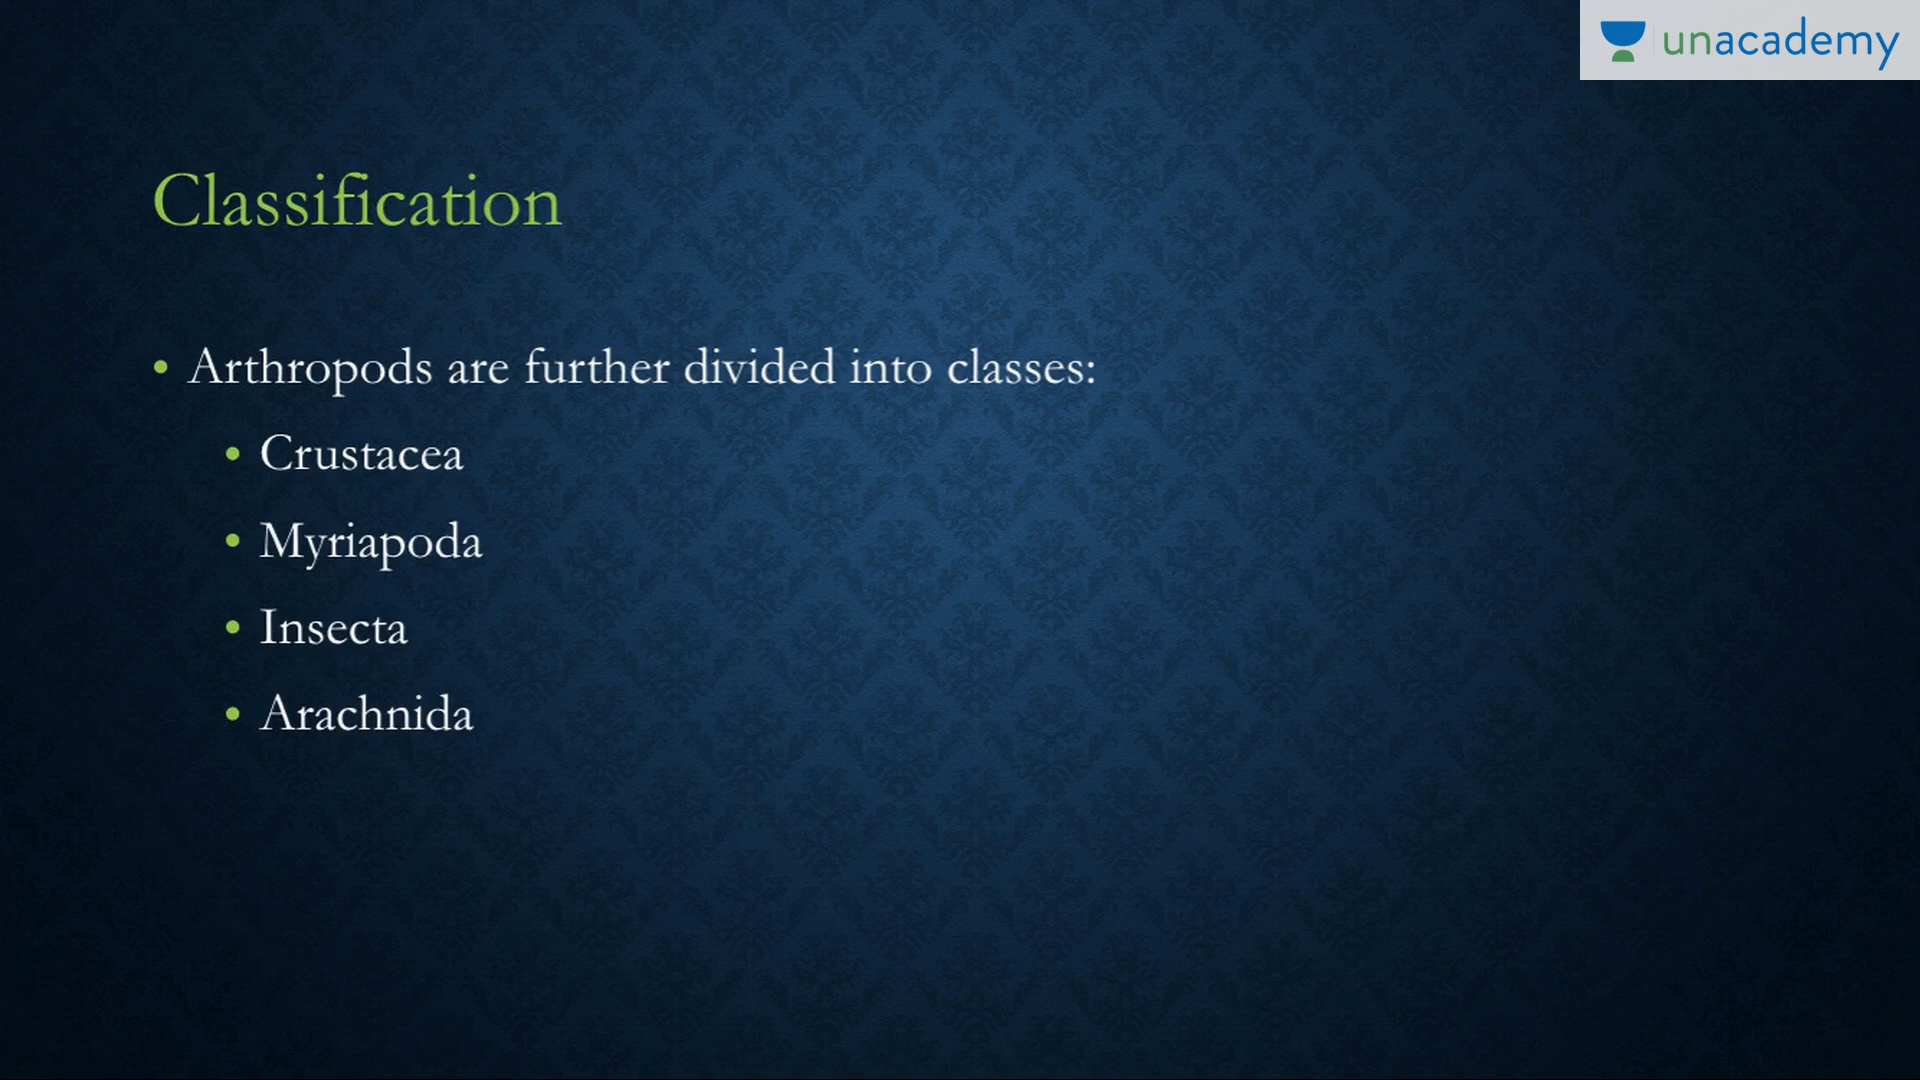 unacademy
Classification
• Arthropods are further divided into classes:
• Crustacea
• Myriapoda
• Insecta
• Arachnida